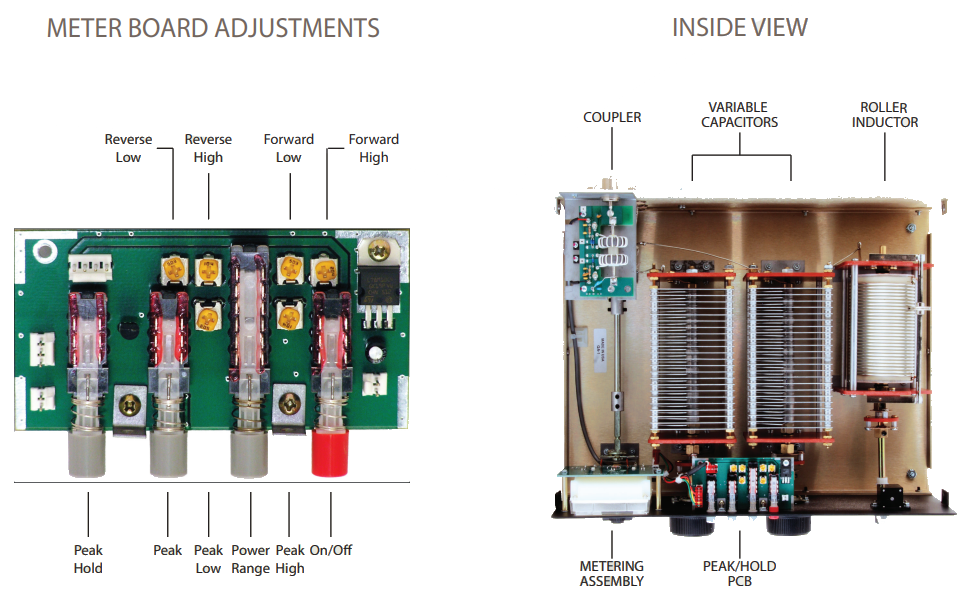 METER BOARD ADJUSTMENTS
Reverse
Low
Reverse
High
Forward
Low
Forward
High
Peak
Hold
Peak
Peak
Low
Power
Range
Peak
High
On/Off
INSIDE VIEW
COUPLER
VARIABLE
CAPACITORS
ROLLER
INDUCTOR
METERING
ASSEMBLY
PEAK/HOLD
PCB